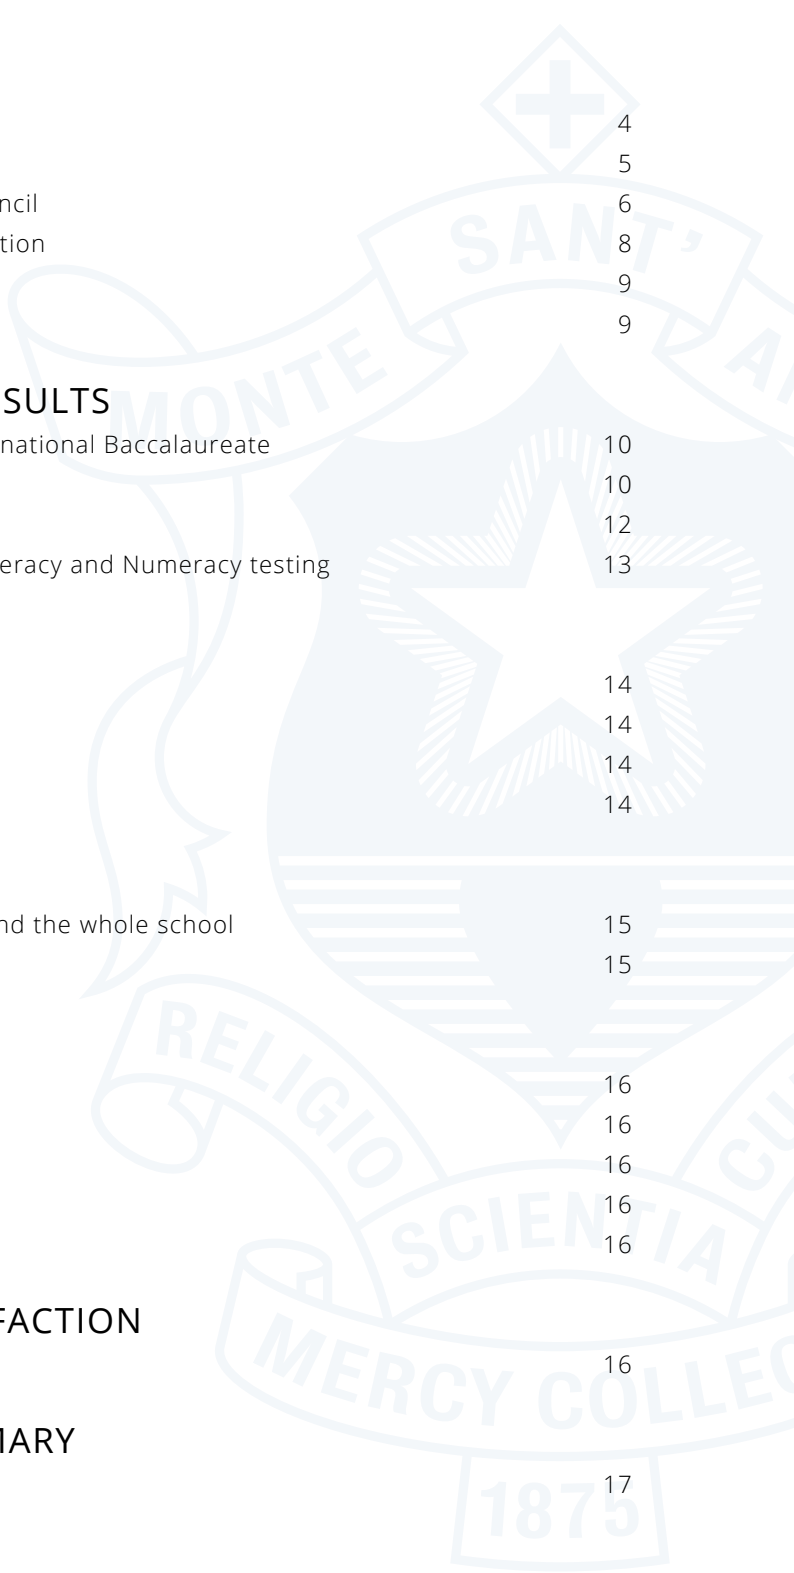 4
5
ncil 6
tion 8
9
9
SULTS
national Baccalaureate 10
10
12
eracy and Numeracy testing 13
14
14
14
14
nd the whole school 15
15
16
16
16
16
16
FACTION
16
MARY
17
MONTE SANT' A
RELIGIO SCIENTIA CU
MERCY COLLEG
1875